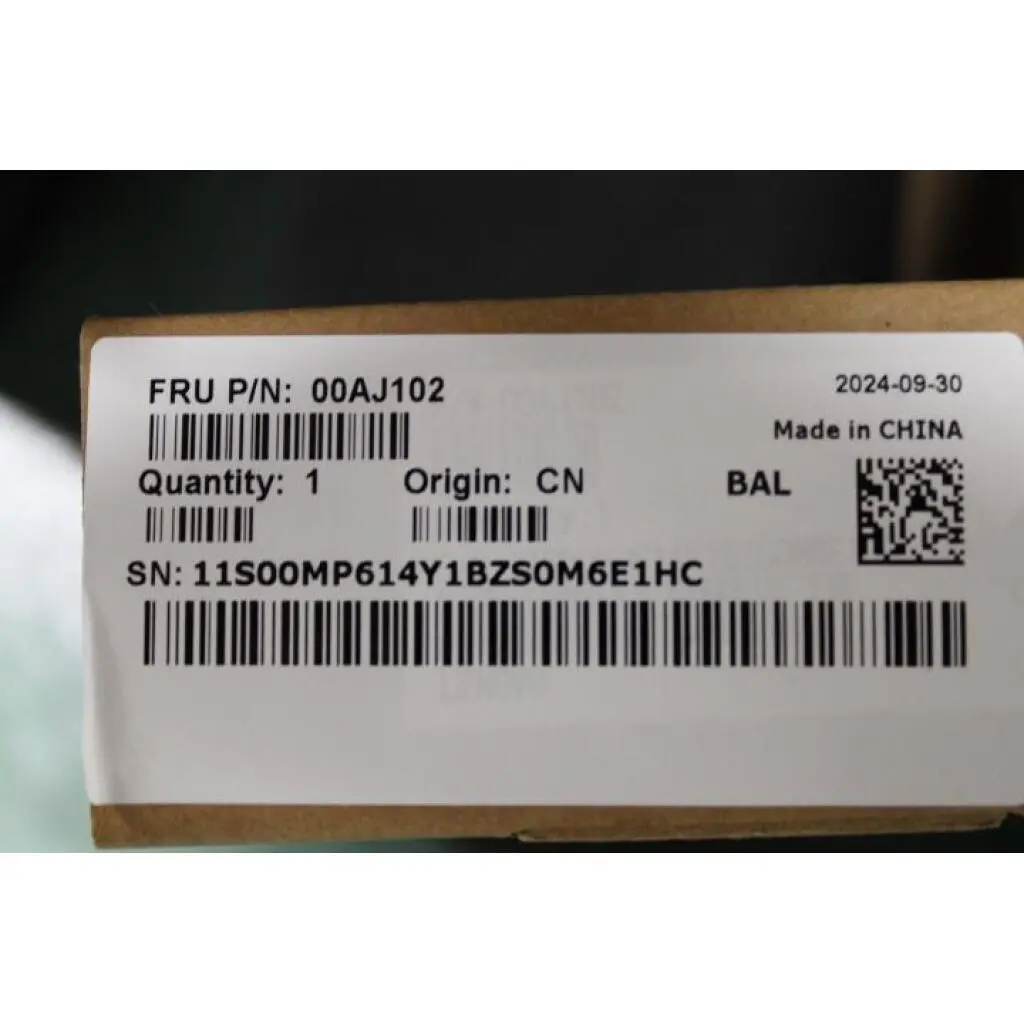 FRU P/N: 00AJ102
2024-09-30
Made in CHINA
Quantity: 1 Origin: CN BAL
SN: 11S00MP614Y1BZS0M6E1HC